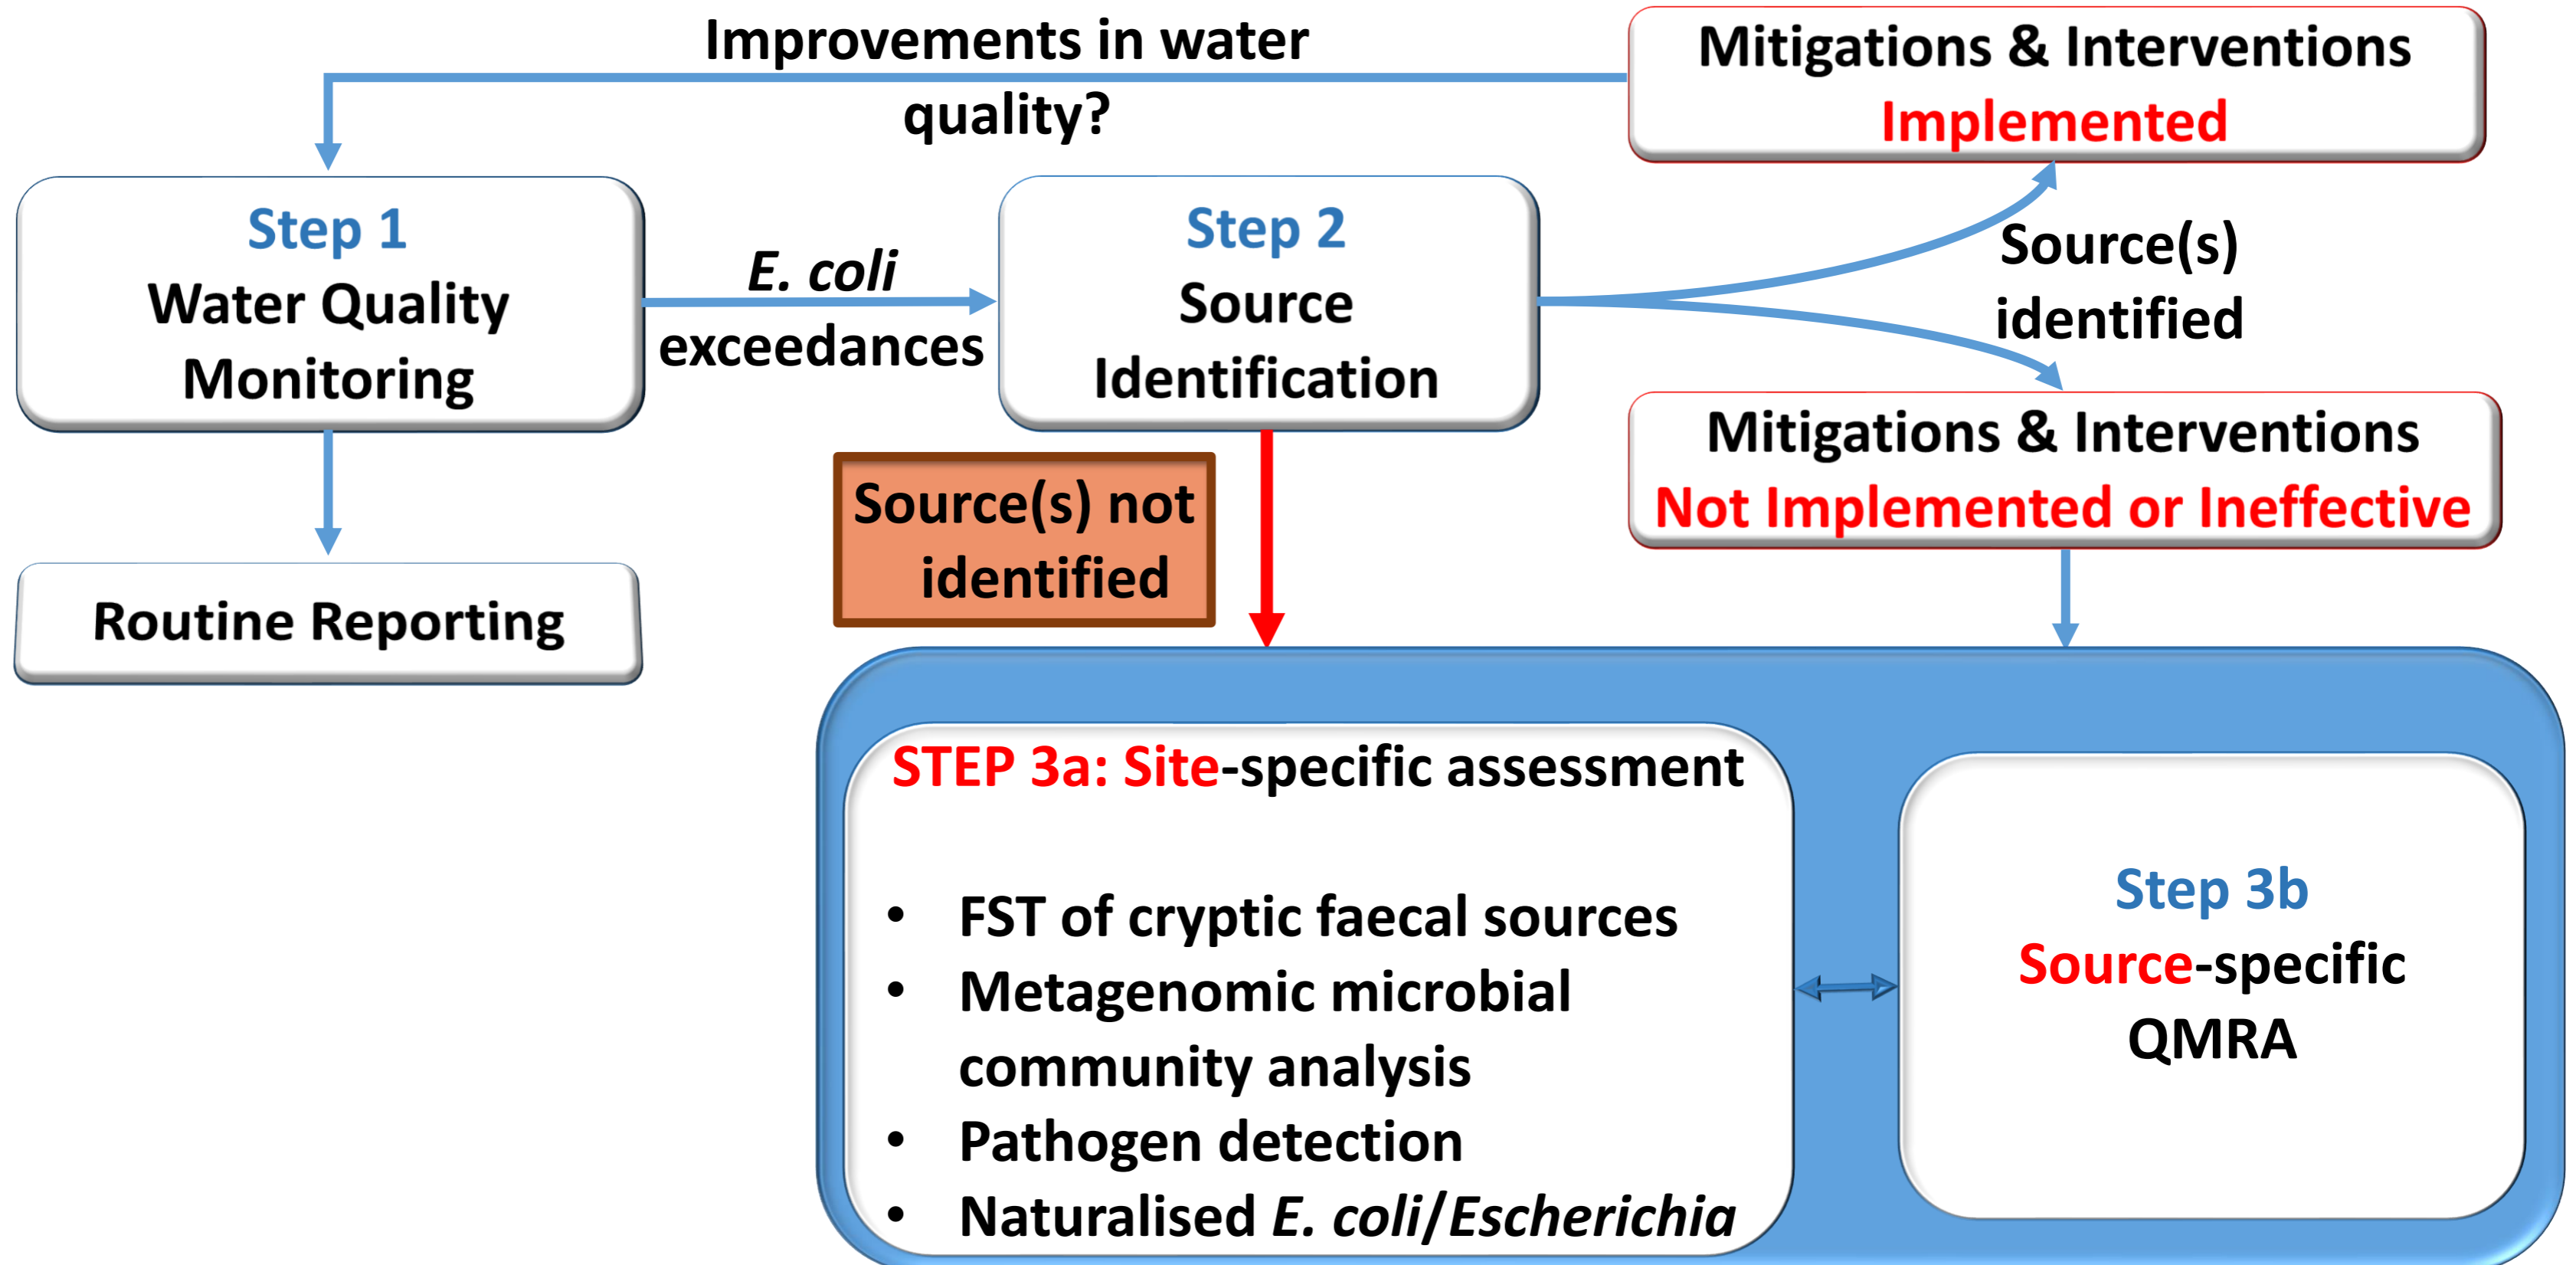 Improvements in water
quality?
Mitigations & Interventions
Implemented
Step 1
Water Quality
Monitoring
E. coli
exceedances
Step 2
Source
Identification
Source(s)
identified
Mitigations & Interventions
Not Implemented or Ineffective
Source(s) not
identified
Routine Reporting
STEP 3a: Site-specific assessment
• FST of cryptic faecal sources
• Metagenomic microbial
community analysis
• Pathogen detection
• Naturalised E. coli/Escherichia
Step 3b
Source-specific
QMRA